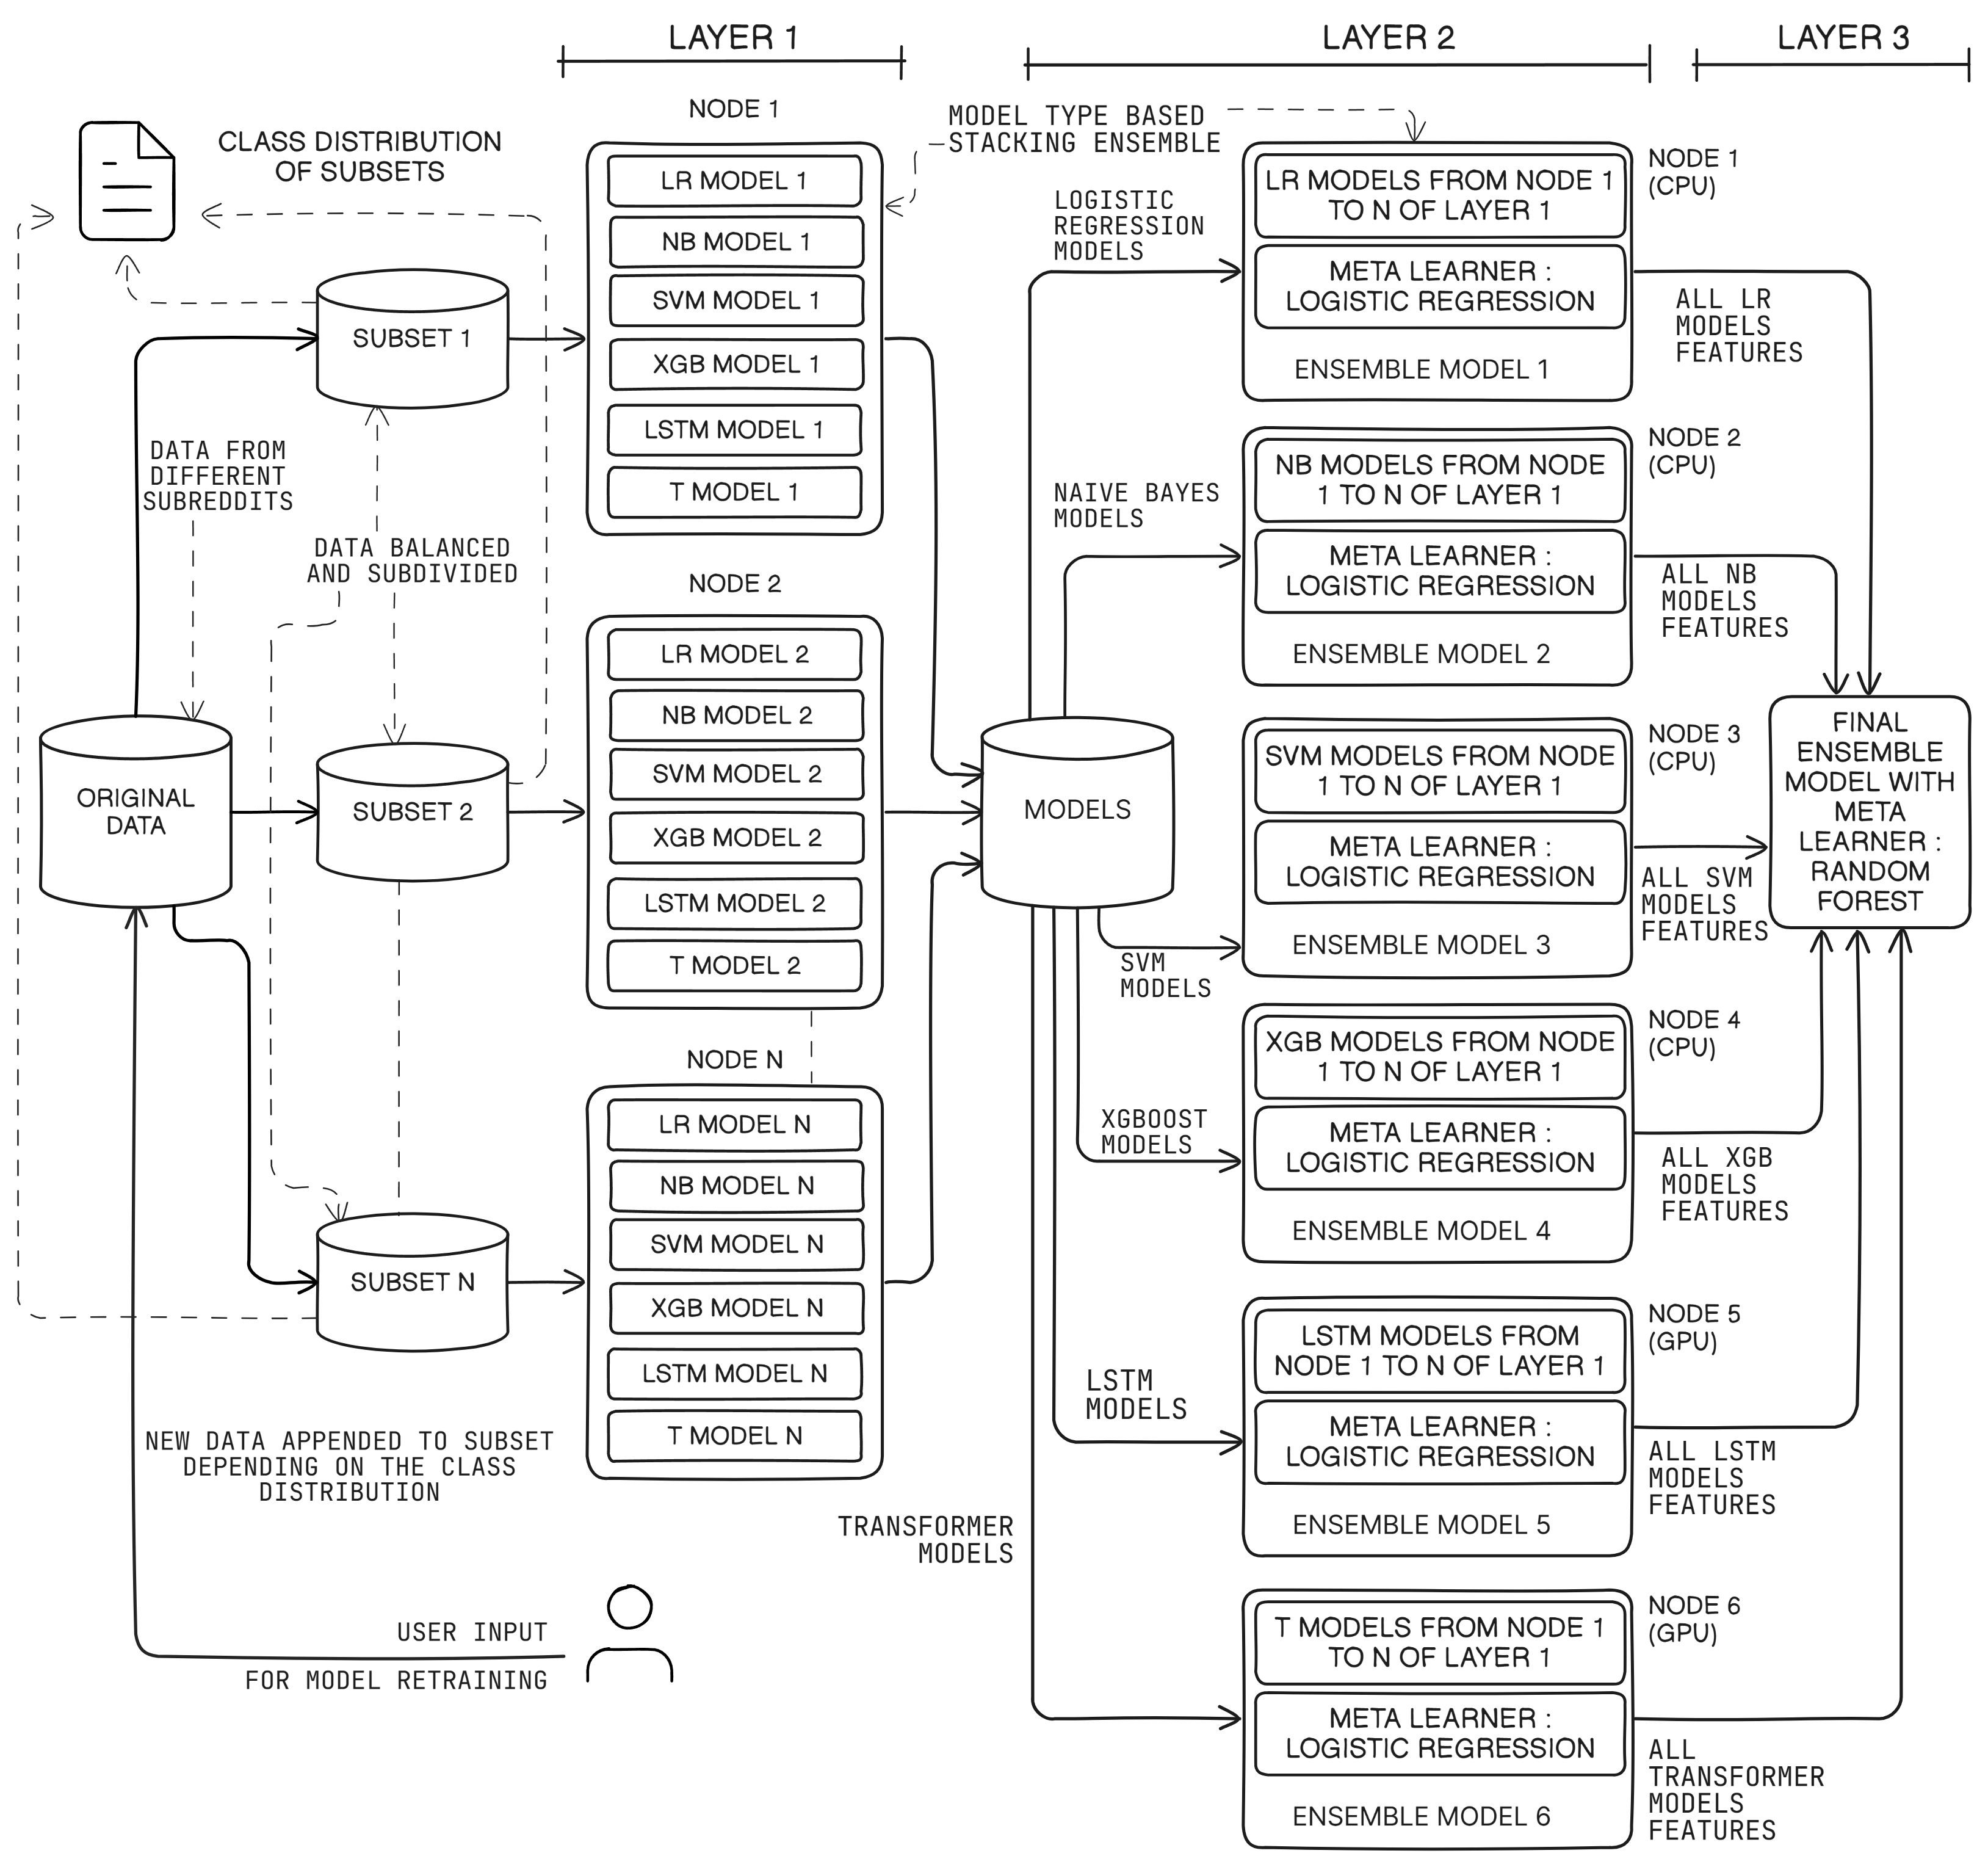 LAYER 1
LAYER 2
LAYER 3
CLASS DISTRIBUTION
OF SUBSETS
SUBSET 1
DATA FROM
DIFFERENT
SUBREDDITS
DATA BALANCED
AND SUBDIVIDED
ORIGINAL
DATA
SUBSET 2
SUBSET N
NEW DATA APPENDED TO SUBSET
DEPENDING ON THE CLASS
DISTRIBUTION
USER INPUT
FOR MODEL RETRAINING
NODE 1
LR MODEL 1
NB MODEL 1
SVM MODEL 1
XGB MODEL 1
LSTM MODEL 1
T MODEL 1
NODE 2
LR MODEL 2
NB MODEL 2
SVM MODEL 2
XGB MODEL 2
LSTM MODEL 2
T MODEL 2
NODE N
LR MODEL N
NB MODEL N
SVM MODEL N
XGB MODEL N
LSTM MODEL N
T MODEL N
MODEL TYPE BASED
STACKING ENSEMBLE
MODELS
LOGISTIC
REGRESSION
MODELS
NAIVE BAYES
MODELS
SVM
MODELS
XGBOOST
MODELS
LSTM
MODELS
TRANSFORMER
MODELS
LR MODELS FROM NODE 1
TO N OF LAYER 1
META LEARNER :
LOGISTIC REGRESSION
ENSEMBLE MODEL 1
NODE 1
(CPU)
ALL LR
MODELS
FEATURES
NB MODELS FROM NODE
1 TO N OF LAYER 1
META LEARNER :
LOGISTIC REGRESSION
ENSEMBLE MODEL 2
NODE 2
(CPU)
ALL NB
MODELS
FEATURES
SVM MODELS FROM NODE
1 TO N OF LAYER 1
META LEARNER :
LOGISTIC REGRESSION
ENSEMBLE MODEL 3
NODE 3
(CPU)
ALL SVM
MODELS
FEATURES
XGB MODELS FROM NODE
1 TO N OF LAYER 1
META LEARNER :
LOGISTIC REGRESSION
ENSEMBLE MODEL 4
NODE 4
(CPU)
ALL XGB
MODELS
FEATURES
LSTM MODELS FROM
NODE 1 TO N OF LAYER 1
META LEARNER :
LOGISTIC REGRESSION
ENSEMBLE MODEL 5
NODE 5
(GPU)
ALL LSTM
MODELS
FEATURES
T MODELS FROM NODE 1
TO N OF LAYER 1
META LEARNER :
LOGISTIC REGRESSION
ENSEMBLE MODEL 6
NODE 6
(GPU)
ALL
TRANSFORMER
MODELS
FEATURES
FINAL
ENSEMBLE
MODEL WITH
META
LEARNER :
RANDOM
FOREST